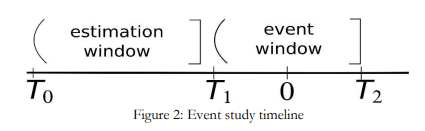 estimation window
event window
T0 T1 0 T2
Figure 2: Event study timeline